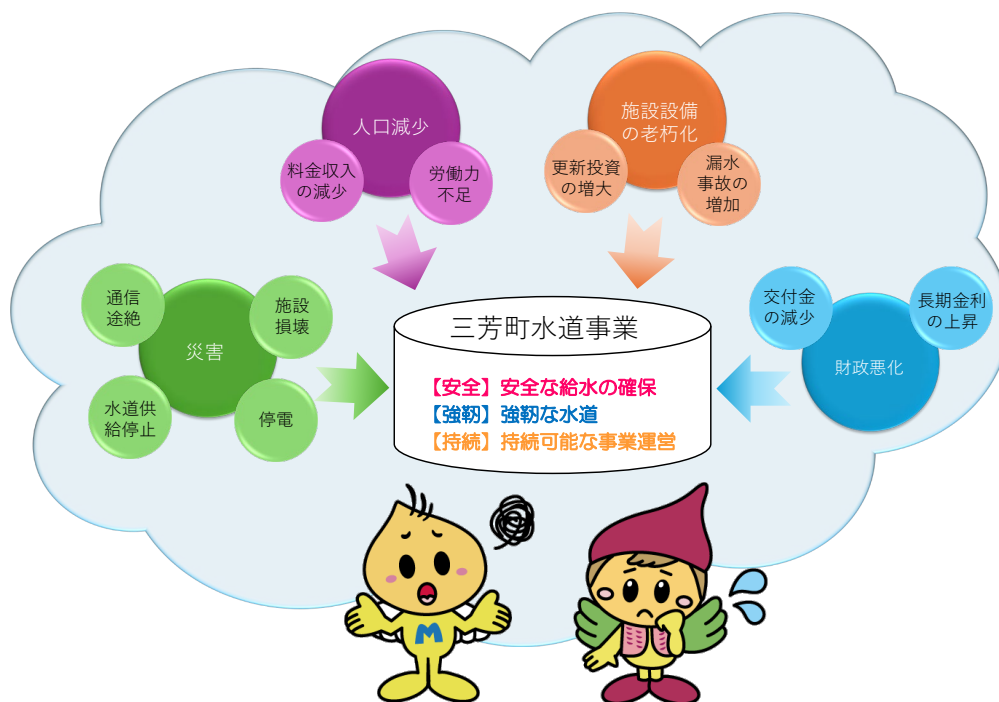 人口減少
料金収入
の減少
労働力
不足
施設設備
の老朽化
更新投資
の増大
漏水
事故の
増加
通信
途絶
施設
損壊
災害
水道供
給停止
停電
交付金
の減少
長期金利
の上昇
財政悪化
三芳町水道事業
【安全】安全な給水の確保
【強靭】強靭な水道
【持続】持続可能な事業運営
M